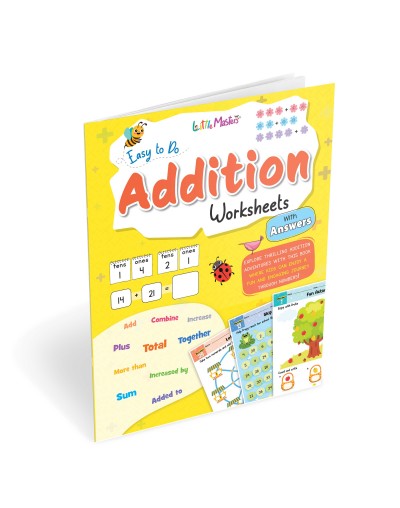 Little Masters
Easy to Do
Addition
Worksheets
With
Answers
EXPLORE THRILLING ADDITION
ADVENTURES WITH THIS BOOK
WHERE KIDS CAN ENJOY A
FUN AND ENGAGING JOURNEY
THROUGH NUMBERS!
tens ones tens ones
1 4 2 1
14 + 21 =
Add Combine Increase
Plus Total Together
More than Increased by
Sum Added to